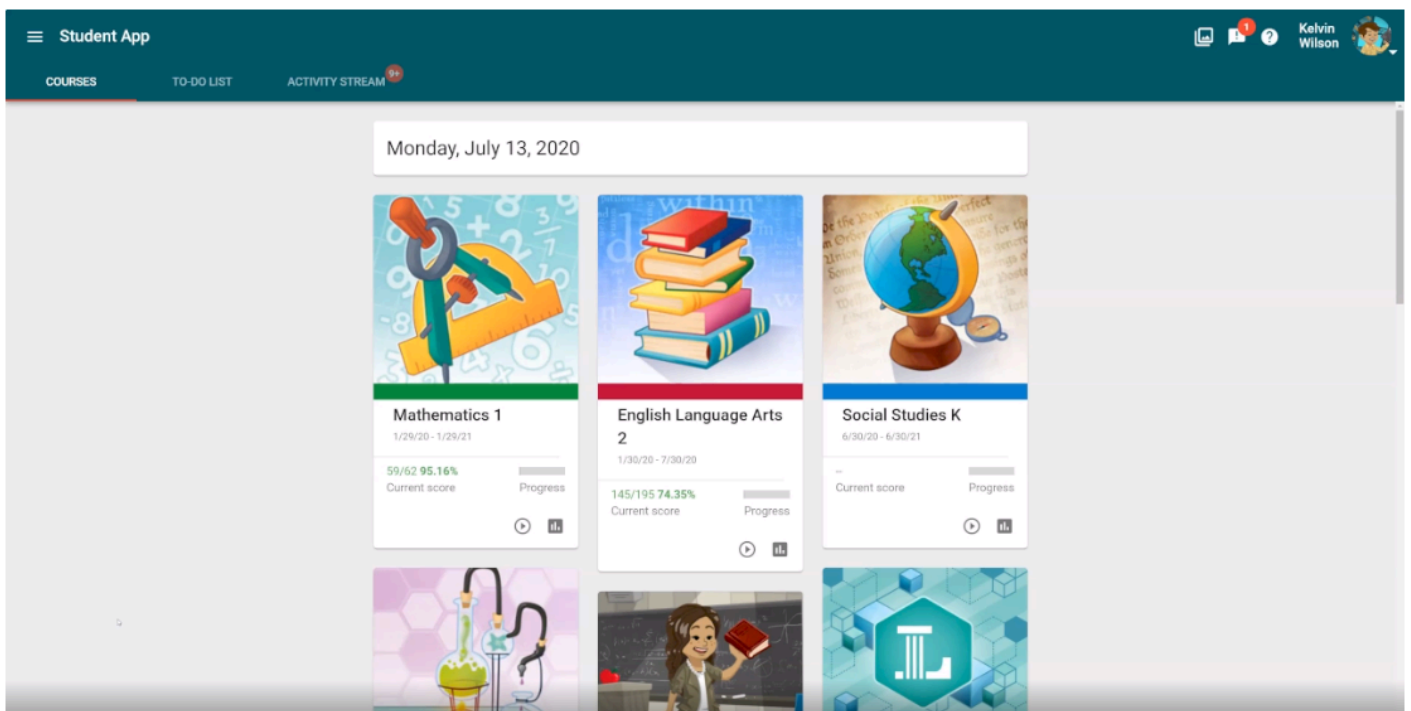 Student App
1
?
Kelvin
Wilson
COURSES
TO-DO LIST
ACTIVITY STREAM
9+
Monday, July 13, 2020
within
Mathematics 1
1/29/20 - 1/29/21
59/62 95.16%
Current score
Progress
English Language Arts
2
1/30/20 - 7/30/20
145/195 74.35%
Current score
Progress
Social Studies K
6/30/20 - 6/30/21
--
Current score
Progress